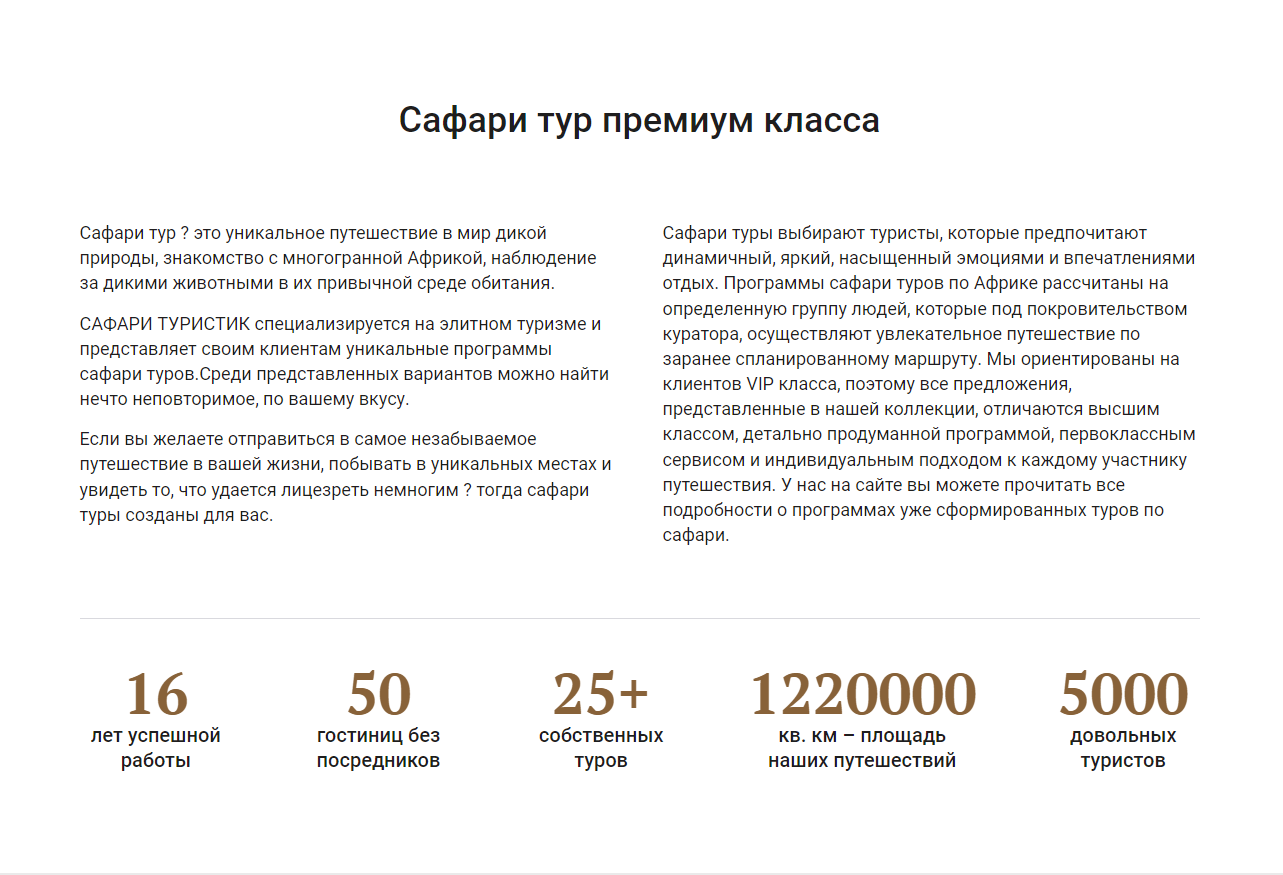 Сафари тур премиум класса
Сафари тур ? это уникальное путешествие в мир дикой
природы, знакомство с многогранной Африкой, наблюдение
за дикими животными в их привычной среде обитания.
САФАРИ ТУРИСТИК специализируется на элитном туризме и
представляет своим клиентам уникальные программы
сафари туров.Среди представленных вариантов можно найти
нечто неповторимое, по вашему вкусу.
Если вы желаете отправиться в самое незабываемое
путешествие в вашей жизни, побывать в уникальных местах и
увидеть то, что удается лицезреть немногим ? тогда сафари
туры созданы для вас.
Сафари туры выбирают туристы, которые предпочитают
динамичный, яркий, насыщенный эмоциями и впечатлениями
отдых. Программы сафари туров по Африке рассчитаны на
определенную группу людей, которые под покровительством
куратора, осуществляют увлекательное путешествие по
заранее спланированному маршруту. Мы ориентированы на
клиентов VIP класса, поэтому все предложения,
представленные в нашей коллекции, отличаются высшим
классом, детально продуманной программой, первоклассным
сервисом и индивидуальным подходом к каждому участнику
путешествия. У нас на сайте вы можете прочитать все
подробности о программах уже сформированных туров по
сафари.
16
лет успешной
работы
50
гостиниц без
посредников
25+
собственных
туров
1220000
кв. км – площадь
наших путешествий
5000
довольных
туристов